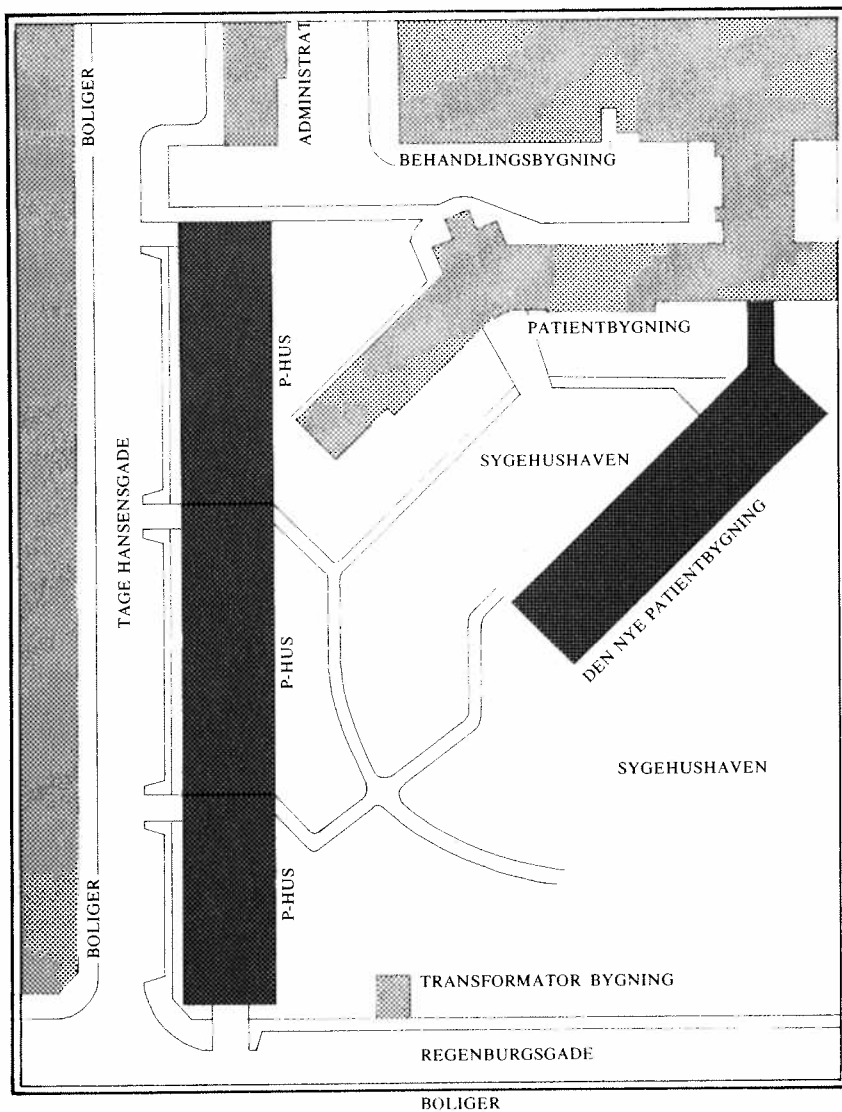 BOLIGER
ADMINISTRAT
BEHANDLINGSBYGNING
PATIENTBYGNING
P-HUS
SYGEHUSHAVEN
TAGE HANSENSGADE
DEN NYE PATIENTBYGNING
P-HUS
SYGEHUSHAVEN
P-HUS
BOLIGER
TRANSFORMATOR BYGNING
REGENBURGSGADE
BOLIGER